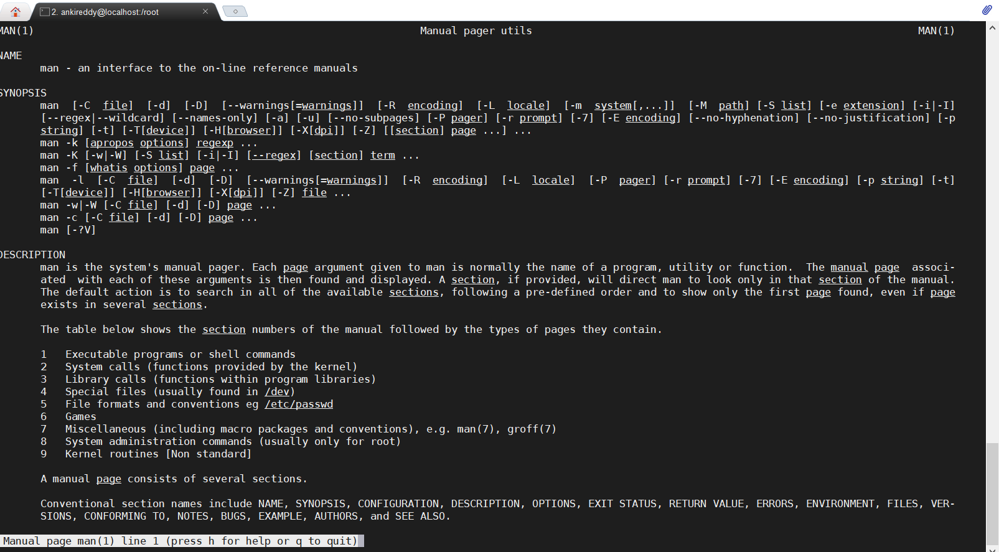 2. ankireddy@localhost:/root
MAN(1) Manual pager utils MAN(1)
NAME
man - an interface to the on-line reference manuals
SYNOPSIS
man [-C file] [-d] [-D] [--warnings[=warnings]] [-R encoding] [-L locale] [-m system[,...]] [-M path] [-S list] [-e extension] [-i|-I]
[--regex|--wildcard] [--names-only] [-a] [-u] [--no-subpages] [-P pager] [-r prompt] [-7] [-E encoding] [--no-hyphenation] [--no-justification] [-p
string] [-t] [-T[device]] [-H[browser]] [-X[dpi]] [-Z] [[section] page ...] ...
man -k [apropos options] regexp ...
man -K [-w|-W] [-S list] [-i|-I] [--regex] [section] term ...
man -f [whatis options] page ...
man -l [-C file] [-d] [-D] [--warnings[=warnings]] [-R encoding] [-L locale] [-P pager] [-r prompt] [-7] [-E encoding] [-p string] [-t]
[-T[device]] [-H[browser]] [-X[dpi]] [-Z] file ...
man -w|-W [-C file] [-d] [-D] page ...
man -c [-C file] [-d] [-D] page ...
man [-?V]
DESCRIPTION
man is the system's manual pager. Each page argument given to man is normally the name of a program, utility or function. The manual page associ-
ated with each of these arguments is then found and displayed. A section, if provided, will direct man to look only in that section of the manual.
The default action is to search in all of the available sections, following a pre-defined order and to show only the first page found, even if page
exists in several sections.
The table below shows the section numbers of the manual followed by the types of pages they contain.
1 Executable programs or shell commands
2 System calls (functions provided by the kernel)
3 Library calls (functions within program libraries)
4 Special files (usually found in /dev)
5 File formats and conventions eg /etc/passwd
6 Games
7 Miscellaneous (including macro packages and conventions), e.g. man(7), groff(7)
8 System administration commands (usually only for root)
9 Kernel routines [Non standard]
A manual page consists of several sections.
Conventional section names include NAME, SYNOPSIS, CONFIGURATION, DESCRIPTION, OPTIONS, EXIT STATUS, RETURN VALUE, ERRORS, ENVIRONMENT, FILES, VER-
SIONS, CONFORMING TO, NOTES, BUGS, EXAMPLE, AUTHORS, and SEE ALSO.
Manual page man(1) line 1 (press h for help or q to quit)